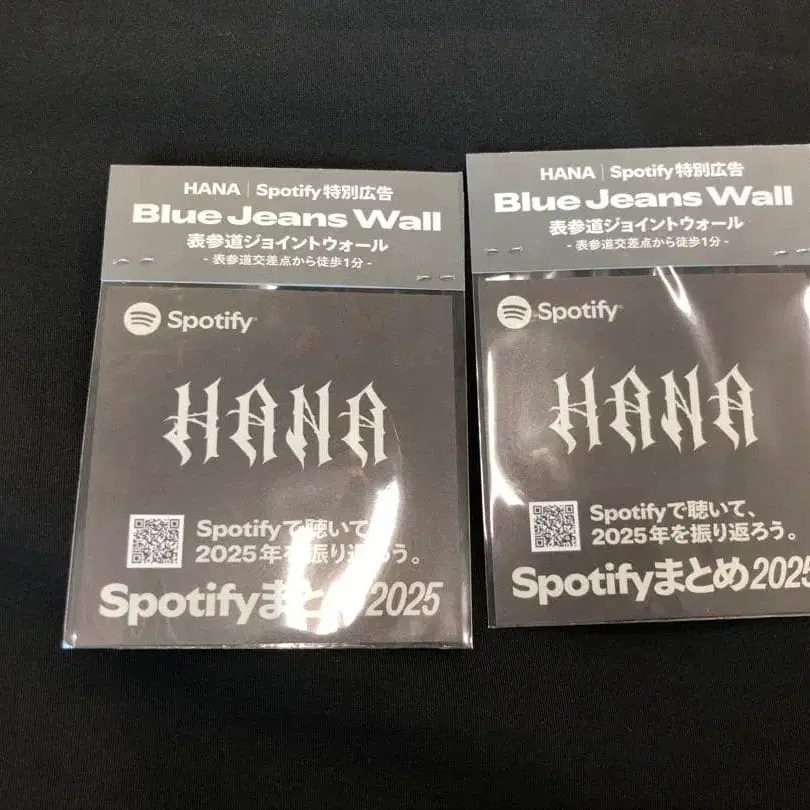 HANA | Spotify特別広告
Blue Jeans Wall
表参道ジョイントウォール
- 表参道交差点から徒歩1分 -
Spotify
HANA
Spotifyで聴いて、
2025年を振り返ろう。
Spotifyまとめ2025
HANA | Spotify特別広告
Blue Jeans Wall
表参道ジョイントウォール
- 表参道交差点から徒歩1分 -
Spotify
HANA
Spotifyで聴いて、
2025年を振り返ろう。
Spotifyまとめ2025